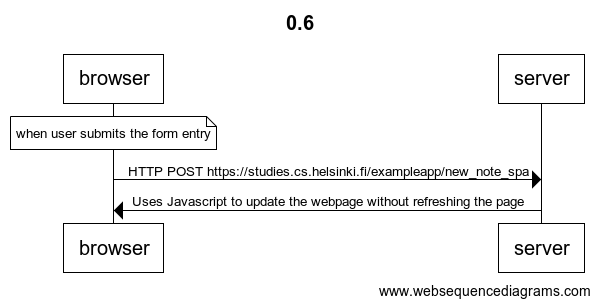 0.6
browser
server
when user submits the form entry
HTTP POST https://studies.cs.helsinki.fi/exampleapp/new_note_spa
Uses Javascript to update the webpage without refreshing the page
browser
server
www.websequencediagrams.com